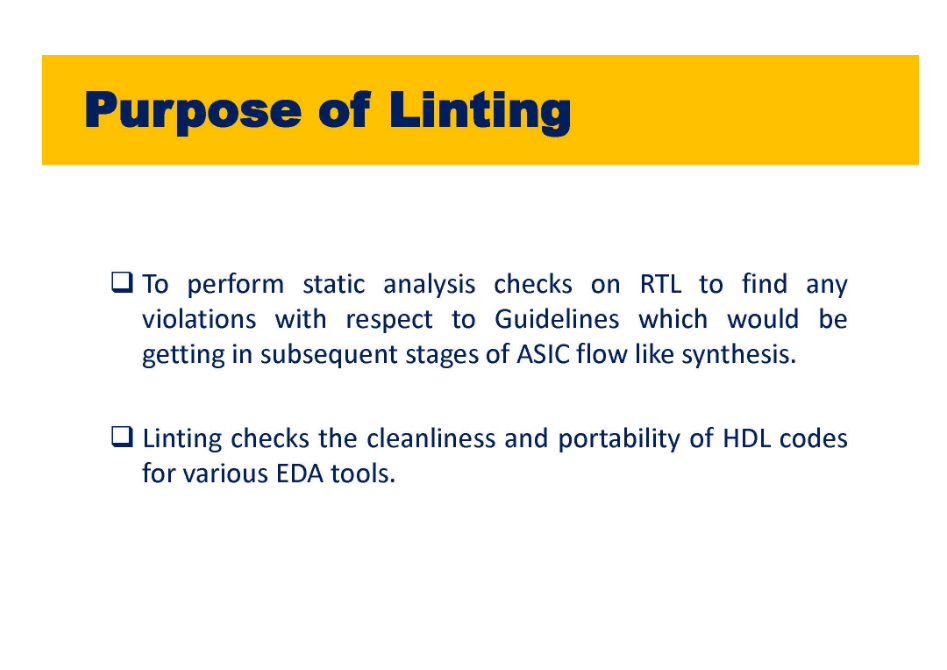 Purpose of Linting
❑ To perform static analysis checks on RTL to find any
violations with respect to Guidelines which would be
getting in subsequent stages of ASIC flow like synthesis.
❑ Linting checks the cleanliness and portability of HDL codes
for various EDA tools.